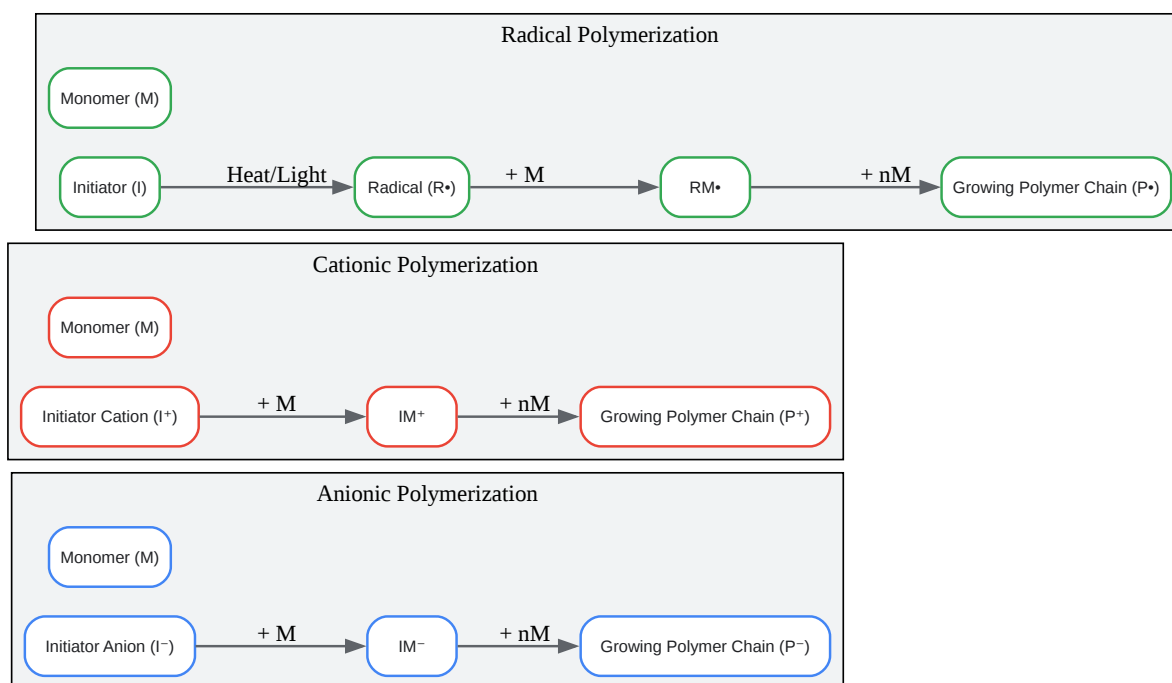 Radical Polymerization
Monomer (M)
Initiator (I)
Heat/Light
Radical (R•)
+ M
RM•
+ nM
Growing Polymer Chain (P•)
Cationic Polymerization
Monomer (M)
Initiator Cation (I⁺)
+ M
IM⁺
+ nM
Growing Polymer Chain (P⁺)
Anionic Polymerization
Monomer (M)
Initiator Anion (I⁻)
+ M
IM⁻
+ nM
Growing Polymer Chain (P⁻)